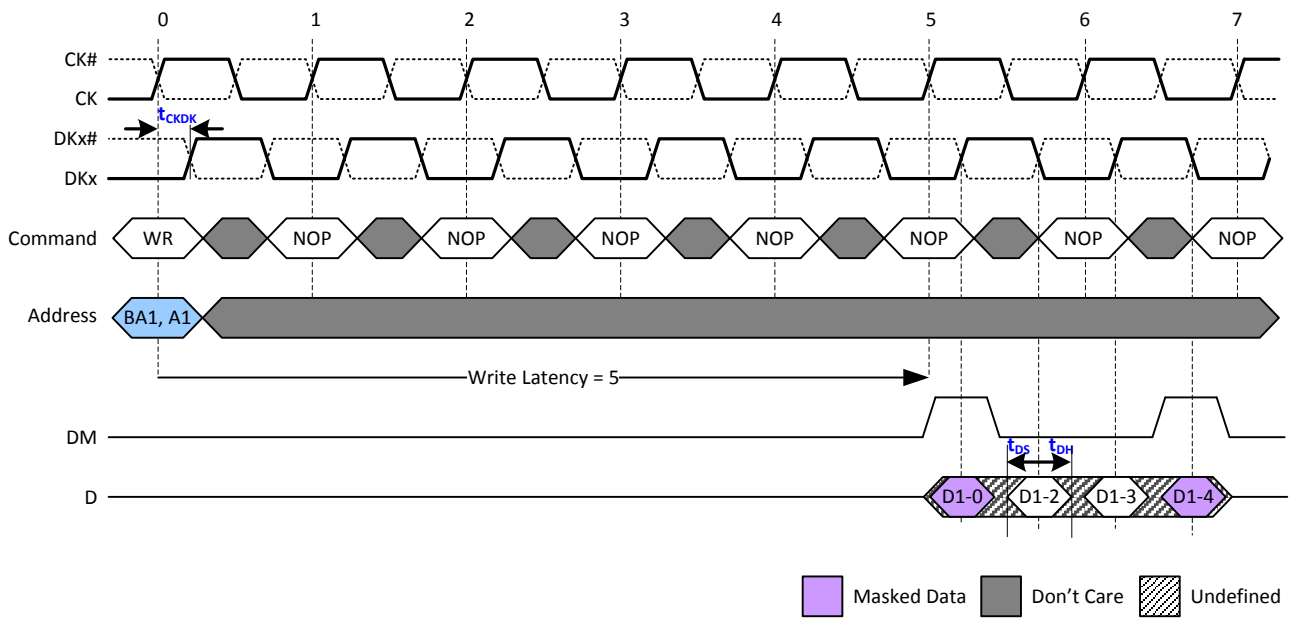 0 1 2 3 4 5 6 7
CK#
CK
tCKDK
DKx#
DKx
Command WR NOP NOP NOP NOP NOP NOP NOP
Address BA1, A1
Write Latency = 5
DM
tDS tDH
D D1-0 D1-2 D1-3 D1-4
Masked Data Don't Care Undefined